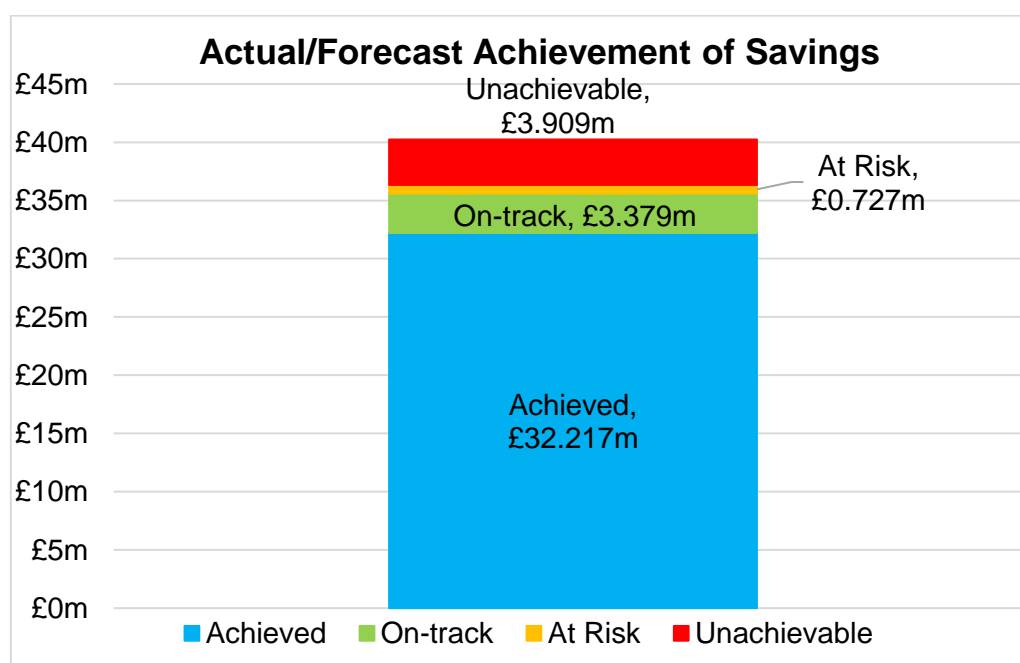 Actual/Forecast Achievement of Savings
£45m
£40m
£35m
£30m
£25m
£20m
£15m
£10m
£5m
£0m
Unachievable,
£3.909m
At Risk,
£0.727m
On-track, £3.379m
Achieved,
£32.217m
Achieved On-track At Risk Unachievable